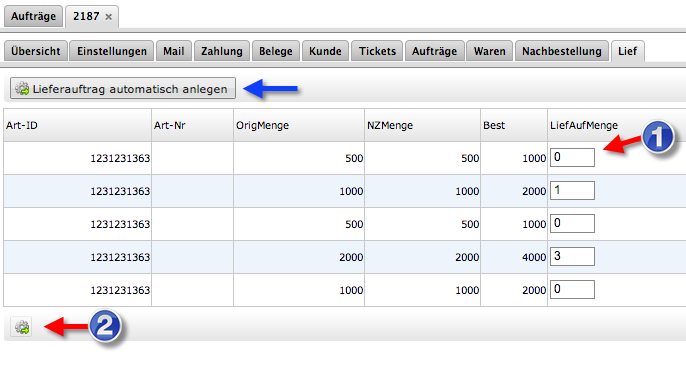 Aufträge 2187 ×
Übersicht Einstellungen Mail Zahlung Belege Kunde Tickets Aufträge Waren Nachbestellung Lief
Lieferauftrag automatisch anlegen
Art-ID Art-Nr OrigMenge NZMenge Best LiefAufMenge
1
1231231363 500 500 1000 0
1231231363 1000 1000 2000 1
1231231363 500 500 1000 0
1231231363 2000 2000 4000 3
1231231363 1000 1000 2000 0
2